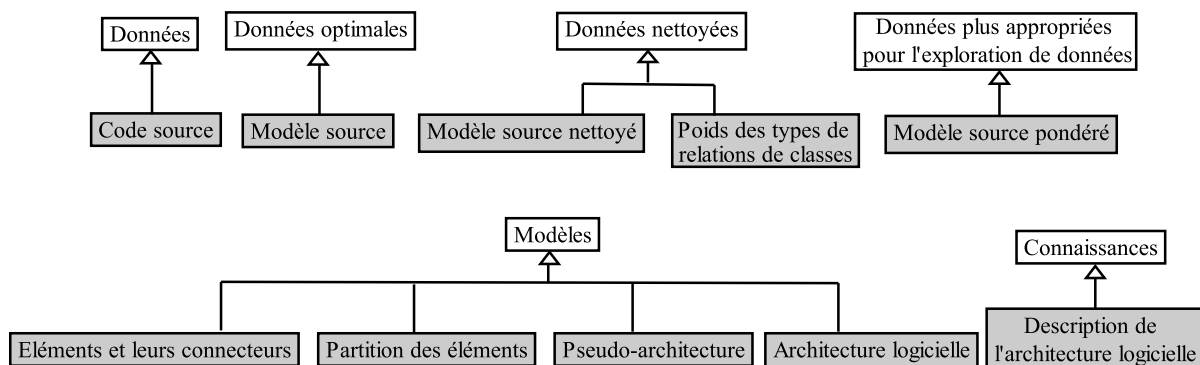 Données
Données optimales
Données nettoyées
Données plus appropriées
pour l'exploration de données
Code source
Modèle source
Modèle source nettoyé
Poids des types de
relations de classes
Modèle source pondéré
Modèles
Connaissances
Eléments et leurs connecteurs
Partition des éléments
Pseudo-architecture
Architecture logicielle
Description de
l'architecture logicielle